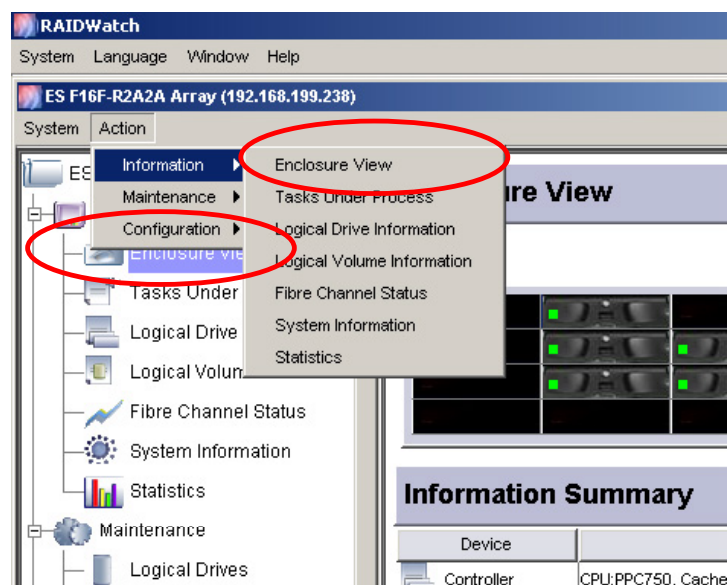 RAIDWatch
System Language Window Help
ES F16F-R2A2A Array (192.168.199.238)
System Action
ES
Information
Maintenance
Configuration
Enclosure View
Tasks Under Process
Logical Drive Information
Logical Volume Information
Fibre Channel Status
System Information
Statistics
Enclosure Vie
Tasks Under
Logical Drive
Logical Volum
Fibre Channel Status
System Information
Statistics
Maintenance
Logical Drives
ure View
Information Summary
Device
Controller CPU:PPC750, Cache